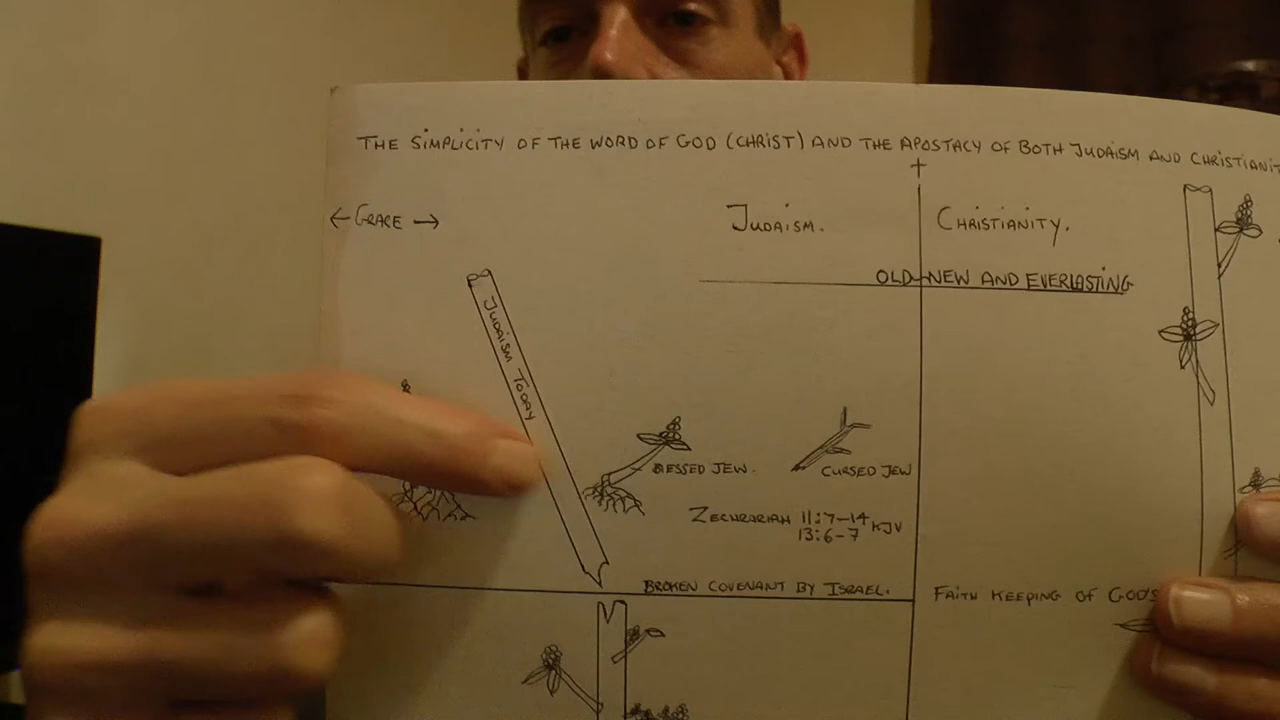 THE SIMPLICITY OF THE WORD OF GOD (CHRIST) AND THE APOSTACY OF BOTH JUDAISM AND
← GRACE →
JUDAISM.
CHRISTIANITY.
OLD NEW AND EVERLASTING
JUDAISM TODAY
BLESSED JEW.
CURSED JEW
ZECHARIAH 11:7-14 KJV
13:6-7
BROKEN COVENANT BY ISRAEL.
FAITH KEEPING OF GOD'S